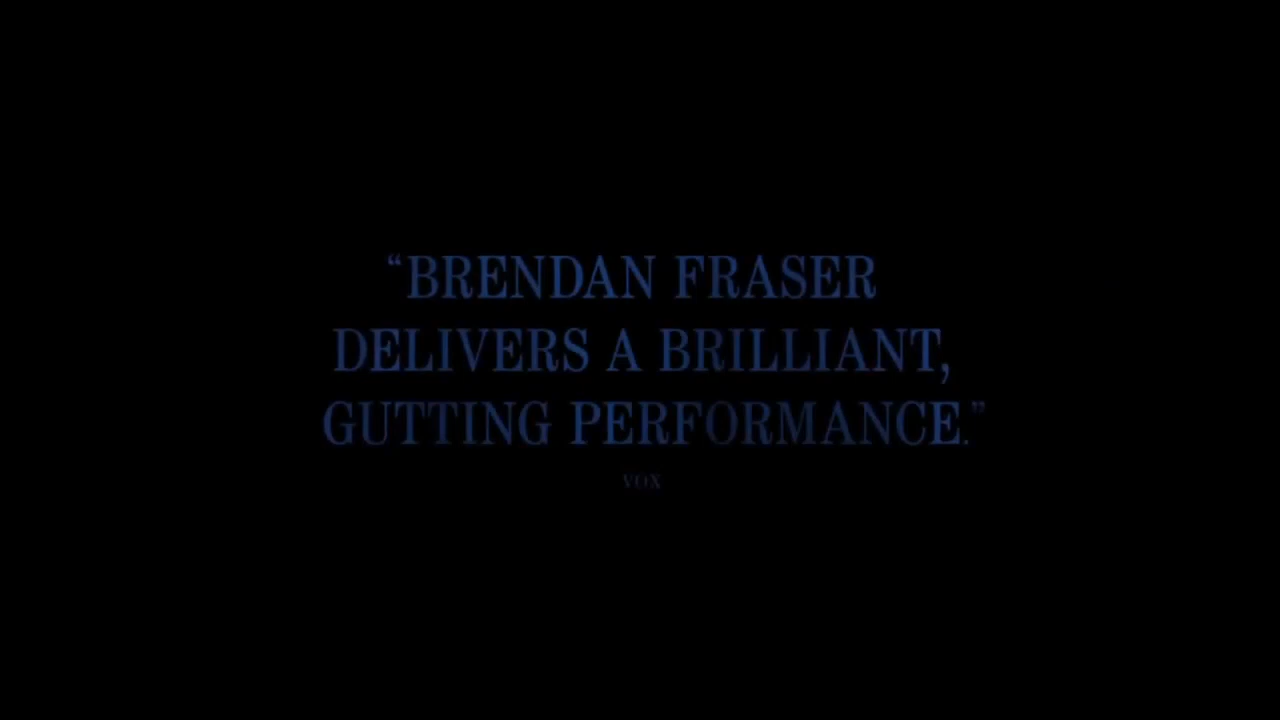 “BRENDAN FRASER
DELIVERS A BRILLIANT,
GUTTING PERFORMANCE.”
VOX